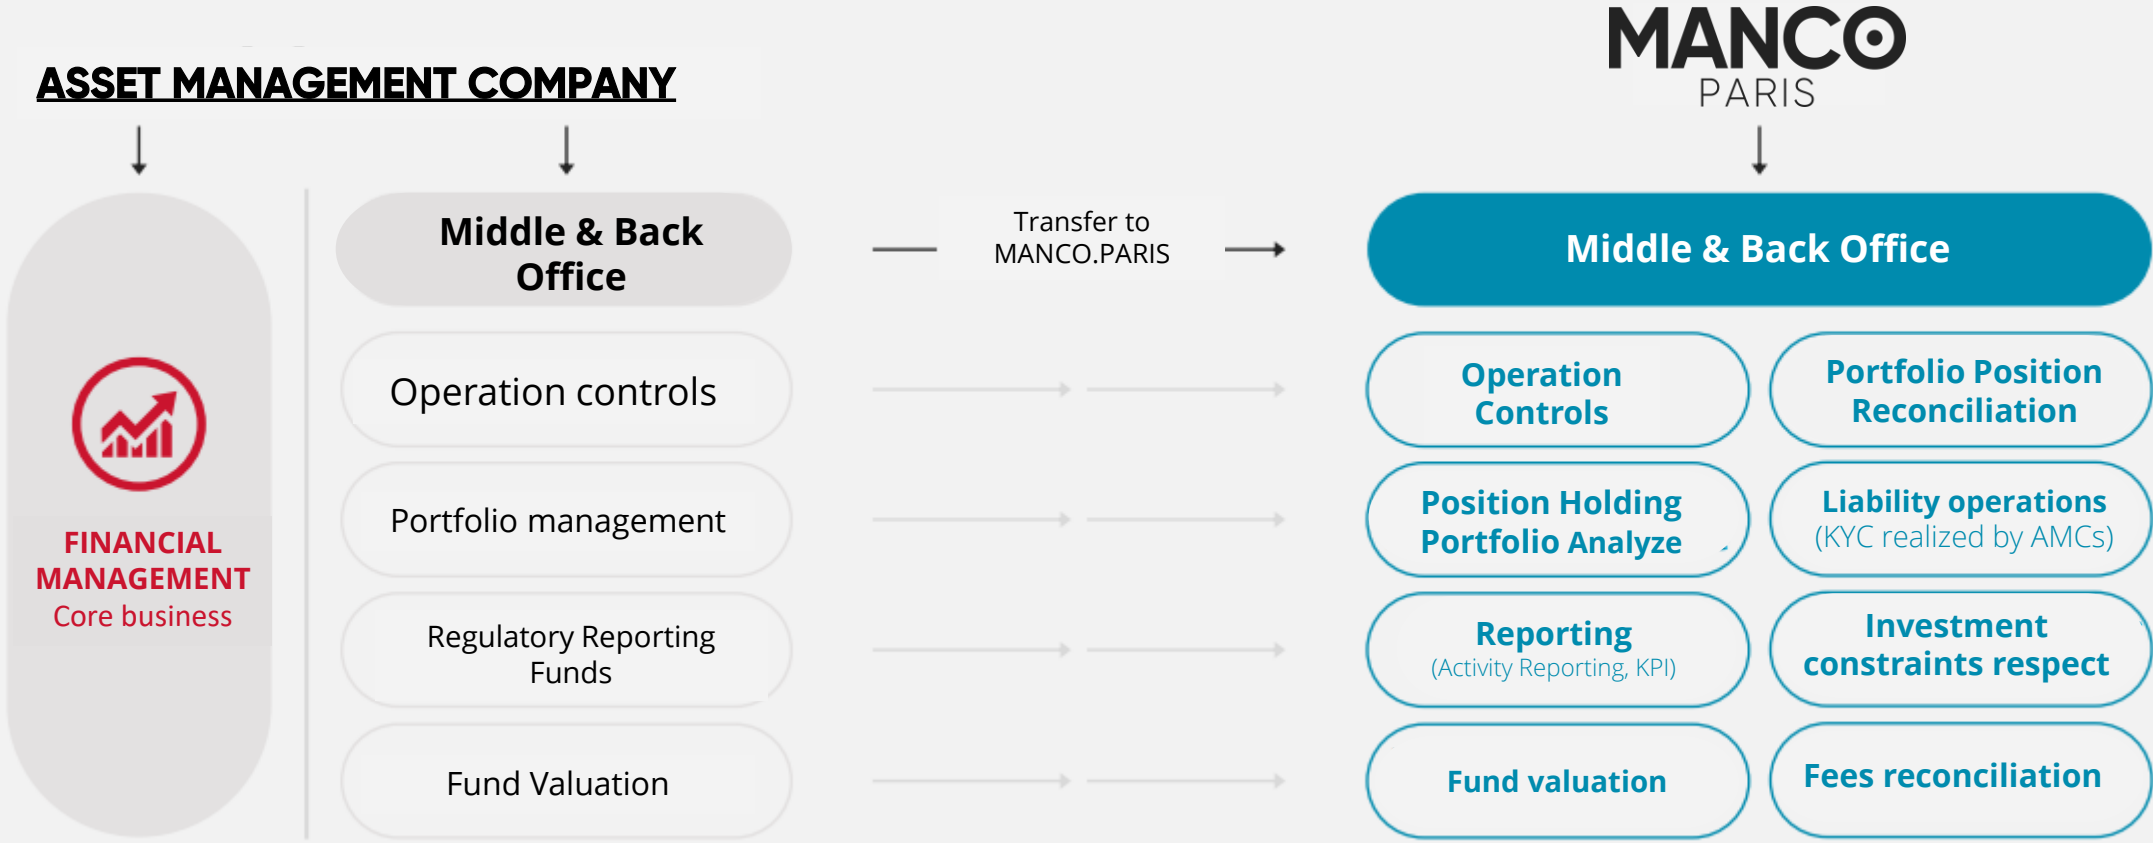 ASSET MANAGEMENT COMPANY
MANCO
PARIS
FINANCIAL
MANAGEMENT
Core business
Middle & Back
Office
Operation controls
Portfolio management
Regulatory Reporting
Funds
Fund Valuation
Transfer to
MANCO.PARIS
Middle & Back Office
Operation
Controls
Portfolio Position
Reconciliation
Position Holding
Portfolio Analyze
Liability operations
(KYC realized by AMCs)
Reporting
(Activity Reporting, KPI)
Investment
constraints respect
Fund valuation
Fees reconciliation